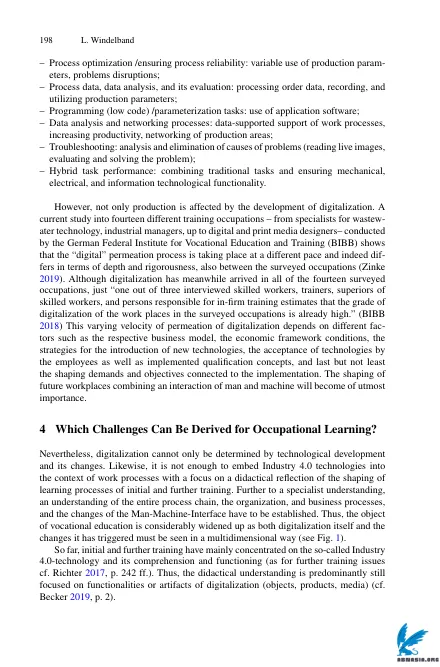 198 L. Windelband
– Process optimization /ensuring process reliability: variable use of production param-
eters, problems disruptions;
– Process data, data analysis, and its evaluation: processing order data, recording, and
utilizing production parameters;
– Programming (low code) /parameterization tasks: use of application software;
– Data analysis and networking processes: data-supported support of work processes,
increasing productivity, networking of production areas;
– Troubleshooting: analysis and elimination of causes of problems (reading live images,
evaluating and solving the problem);
– Hybrid task performance: combining traditional tasks and ensuring mechanical,
electrical, and information technological functionality.
However, not only production is affected by the development of digitalization. A
current study into fourteen different training occupations – from specialists for wastew-
ater technology, industrial managers, up to digital and print media designers– conducted
by the German Federal Institute for Vocational Education and Training (BIBB) shows
that the “digital” permeation process is taking place at a different pace and indeed dif-
fers in terms of depth and rigorousness, also between the surveyed occupations (Zinke
2019). Although digitalization has meanwhile arrived in all of the fourteen surveyed
occupations, just “one out of three interviewed skilled workers, trainers, superiors of
skilled workers, and persons responsible for in-firm training estimates that the grade of
digitalization of the work places in the surveyed occupations is already high.” (BIBB
2018) This varying velocity of permeation of digitalization depends on different fac-
tors such as the respective business model, the economic framework conditions, the
strategies for the introduction of new technologies, the acceptance of technologies by
the employees as well as implemented qualification concepts, and last but not least
the shaping demands and objectives connected to the implementation. The shaping of
future workplaces combining an interaction of man and machine will become of utmost
importance.
4 Which Challenges Can Be Derived for Occupational Learning?
Nevertheless, digitalization cannot only be determined by technological development
and its changes. Likewise, it is not enough to embed Industry 4.0 technologies into
the context of work processes with a focus on a didactical reflection of the shaping of
learning processes of initial and further training. Further to a specialist understanding,
an understanding of the entire process chain, the organization, and business processes,
and the changes of the Man-Machine-Interface have to be established. Thus, the object
of vocational education is considerably widened up as both digitalization itself and the
changes it has triggered must be seen in a multidimensional way (see Fig. 1).
So far, initial and further training have mainly concentrated on the so-called Industry
4.0-technology and its comprehension and functioning (as for further training issues
cf. Richter 2017, p. 242 ff.). Thus, the didactical understanding is predominantly still
focused on functionalities or artifacts of digitalization (objects, products, media) (cf.
Becker 2019, p. 2).